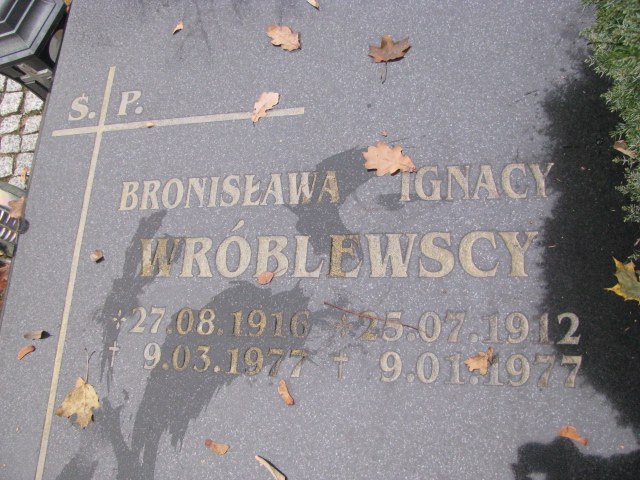 Ś. P.
BRONISŁAWA IGNACY
WRÓBLEWSCY
*27.08.1916 *25.07.1912
† 9.03.1977 † 9.01.1977